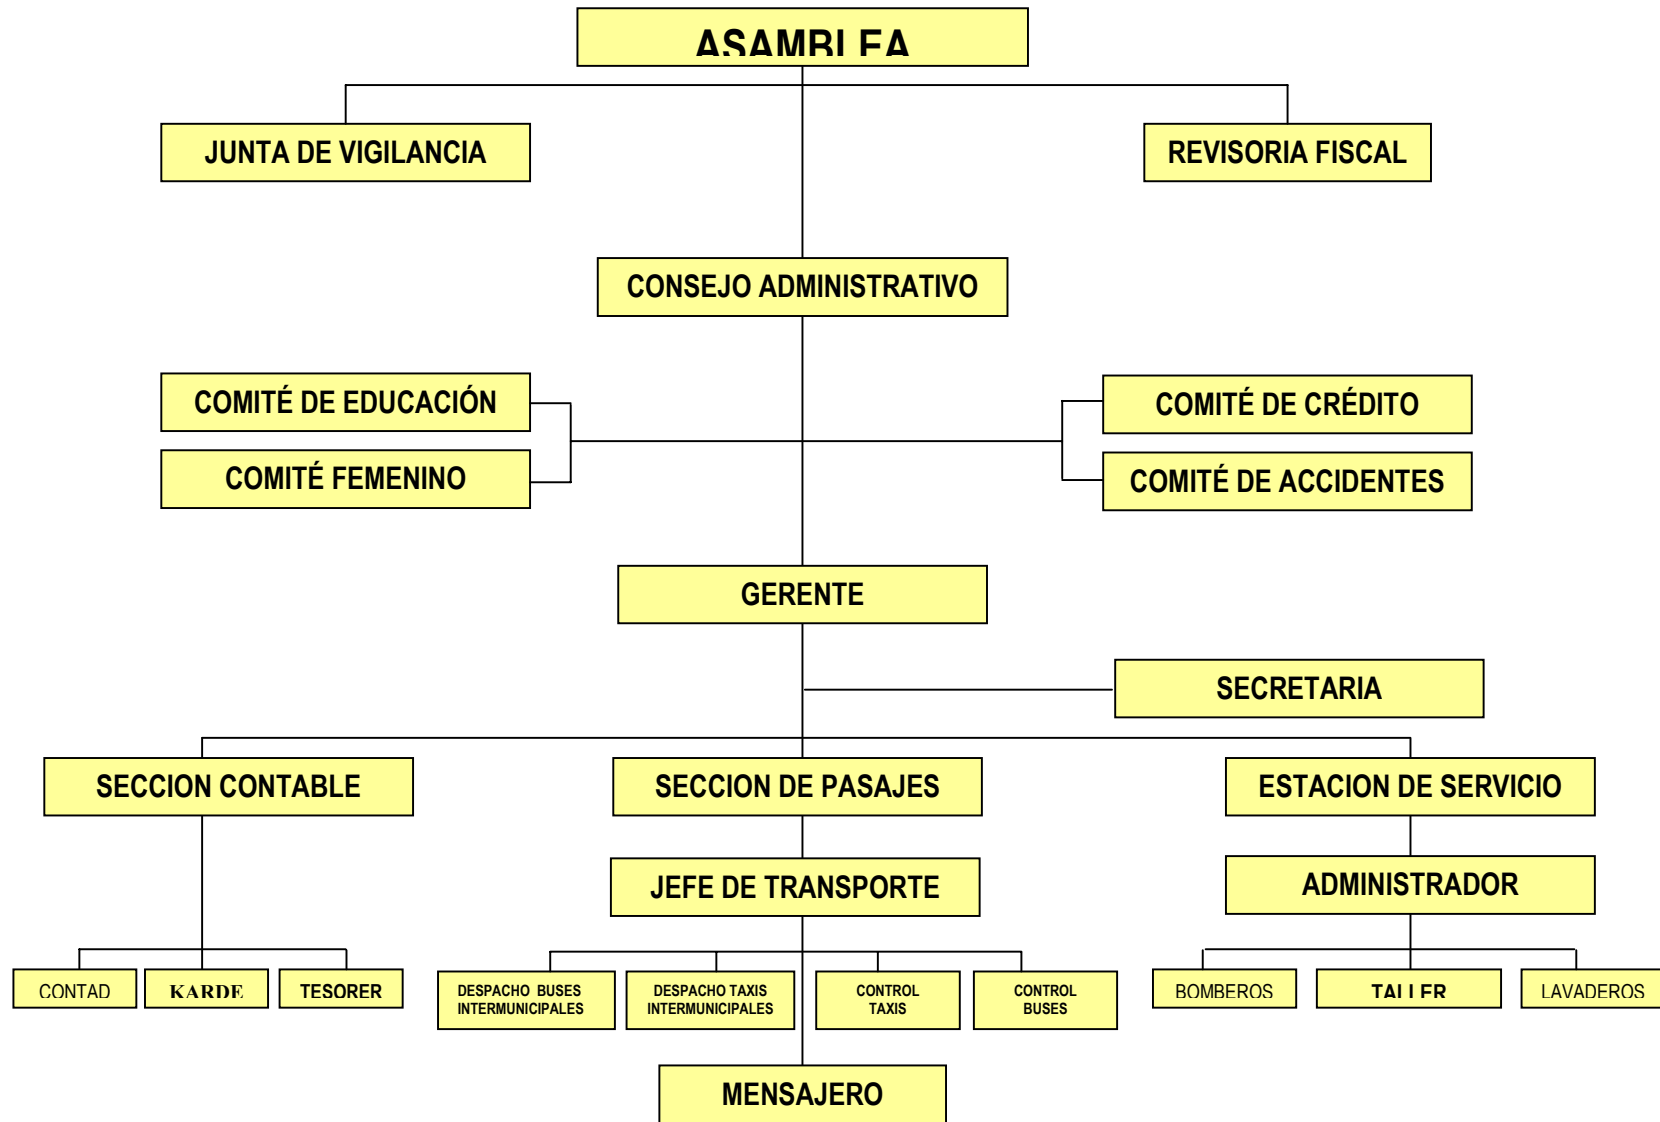 ASAMBLEA
JUNTA DE VIGILANCIA
REVISORIA FISCAL
CONSEJO ADMINISTRATIVO
COMITÉ DE EDUCACIÓN
COMITÉ DE CRÉDITO
COMITÉ FEMENINO
COMITÉ DE ACCIDENTES
GERENTE
SECRETARIA
SECCION CONTABLE
SECCION DE PASAJES
ESTACION DE SERVICIO
JEFE DE TRANSPORTE
ADMINISTRADOR
CONTAD
KARDE
TESORER
DESPACHO BUSES
INTERMUNICIPALES
DESPACHO TAXIS
INTERMUNICIPALES
CONTROL
TAXIS
CONTROL
BUSES
BOMBEROS
TALLER
LAVADEROS
MENSAJERO